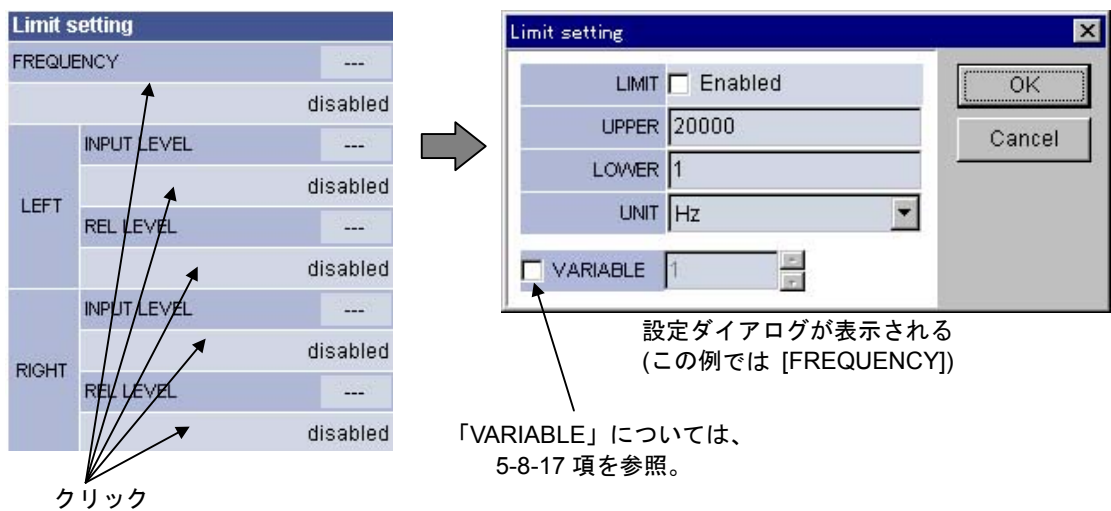 Limit setting
FREQUENCY ---
disabled
LEFT
INPUT LEVEL ---
disabled
REL LEVEL ---
disabled
RIGHT
INPUT LEVEL ---
disabled
REL LEVEL ---
disabled
クリック
Limit setting
LIMIT Enabled
UPPER 20000
LOWER 1
UNIT Hz
VARIABLE 1
OK
Cancel
設定ダイアログが表示される
(この例では [FREQUENCY])
「VARIABLE」については、
5-8-17 項を参照。